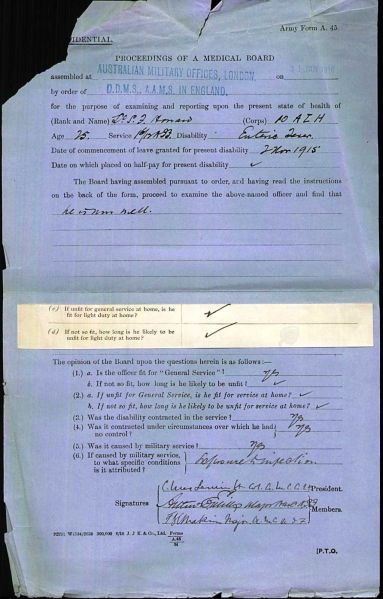 Army Form A. 45.
FIDENTIAL.
PROCEEDINGS OF A MEDICAL BOARD
assembled at AUSTRALIAN MILITARY OFFICES, LONDON. on
by order of D.D.M.S., A.A.M.S. IN ENGLAND,
for the purpose of examining and reporting upon the present state of health of
(Rank and Name) (Corps) 10 A I H
Age 25. Service Disability Enteric Fever.
Date of commencement of leave granted for present disability 2 Nov 1915
Date on which placed on half-pay for present disability ✓
The Board having assembled pursuant to order, and having read the instructions
on the back of the form, proceed to examine the above-named officer and find that
he is now well.
(c) If unfit for general service at home, is he
fit for light duty at home? ✓
(d) If not so fit, how long is he likely to be
unfit for light duty at home? ✓
The opinion of the Board upon the questions herein is as follow:—
(1.) a. Is the officer fit for "General Service"? Yes
b. If not so fit, how long is he likely to be unfit? ✓
(2.) a. If unfit for General Service, is he fit for service at home? ✓
b. If not so fit, how long is he likely to be unfit for service at home? ✓
(3.) Was the disability contracted in the service? Yes
(4.) Was it contracted under circumstances over which he had
no control? Yes
(5.) Was it caused by military service? Yes
(6.) If caused by military service,
to what specific conditions
is it attributed? Exposure to infection
President.
Signatures
Members.
Major
Forms
A.45
[P.T.O.